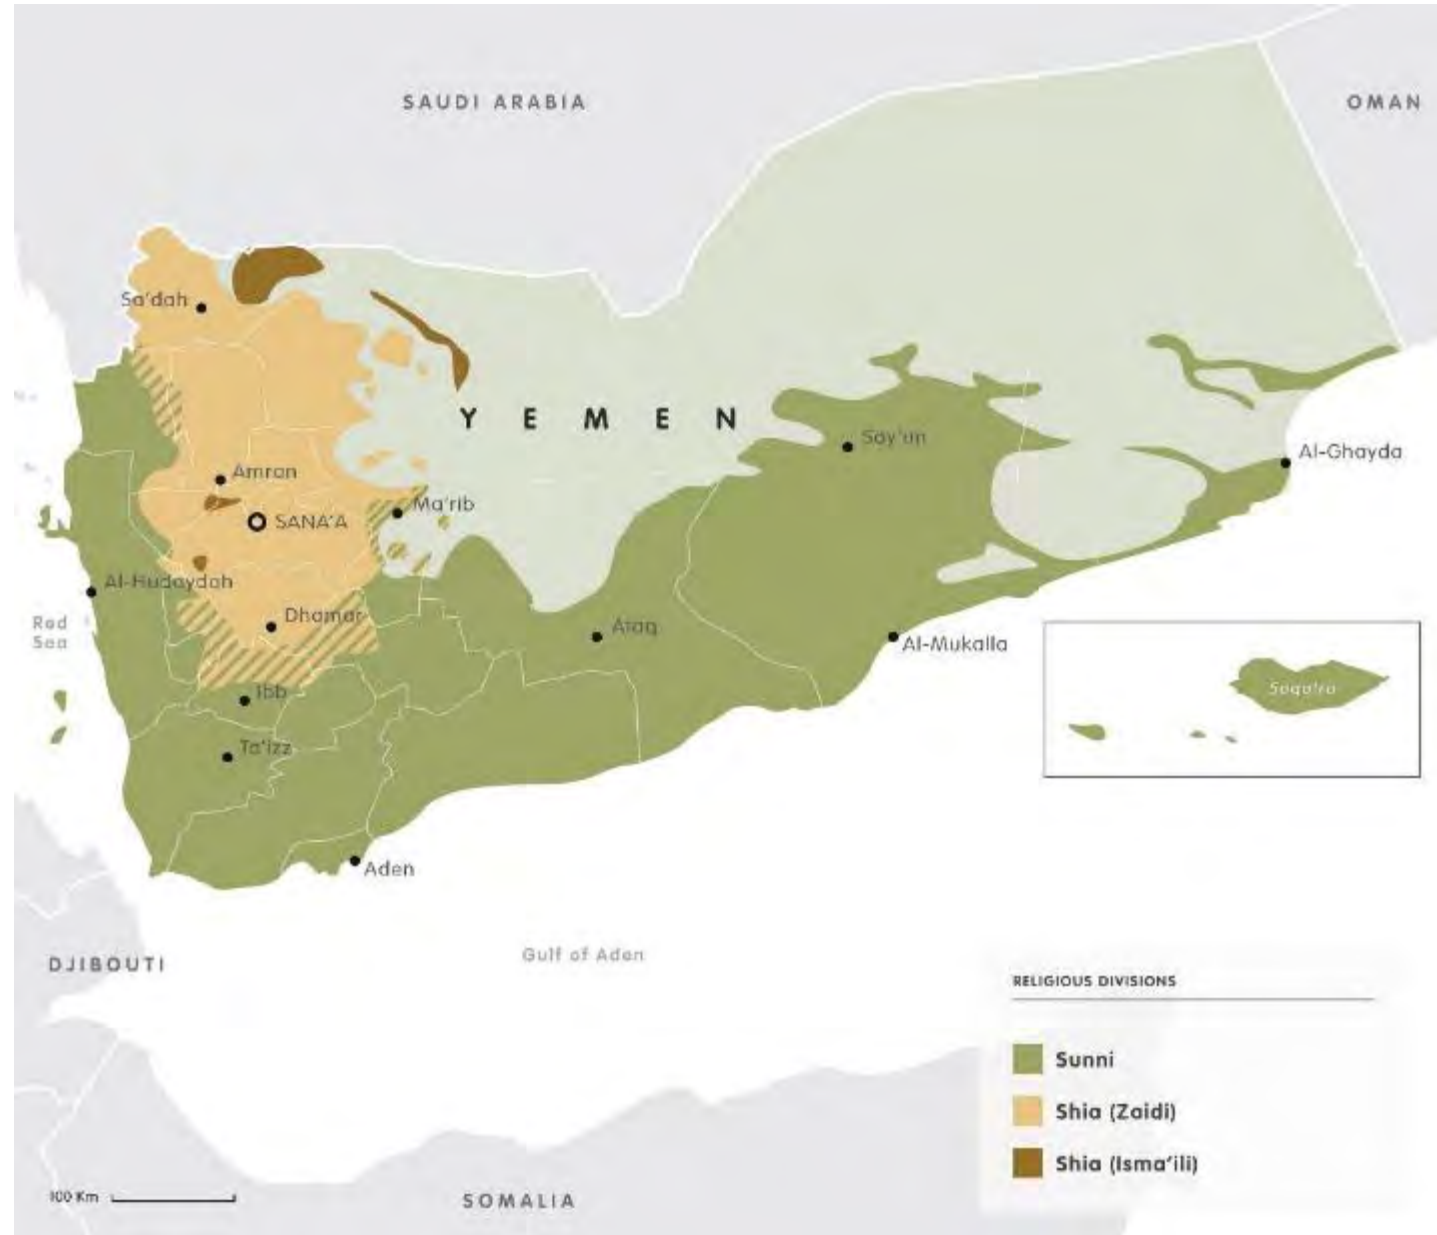 SAUDI ARABIA
OMAN
Sa'dah
YEMEN
Say'un
Al-Ghayda
Amran
Ma'rib
SANA'A
Al-Hudaydah
Red
Sea
Dhamar
Ataq
Al-Mukalla
Ibb
Soqotra
Ta'izz
Aden
Gulf of Aden
DJIBOUTI
RELIGIOUS DIVISIONS
Sunni
Shia (Zaidi)
Shia (Isma'ili)
100 Km
SOMALIA